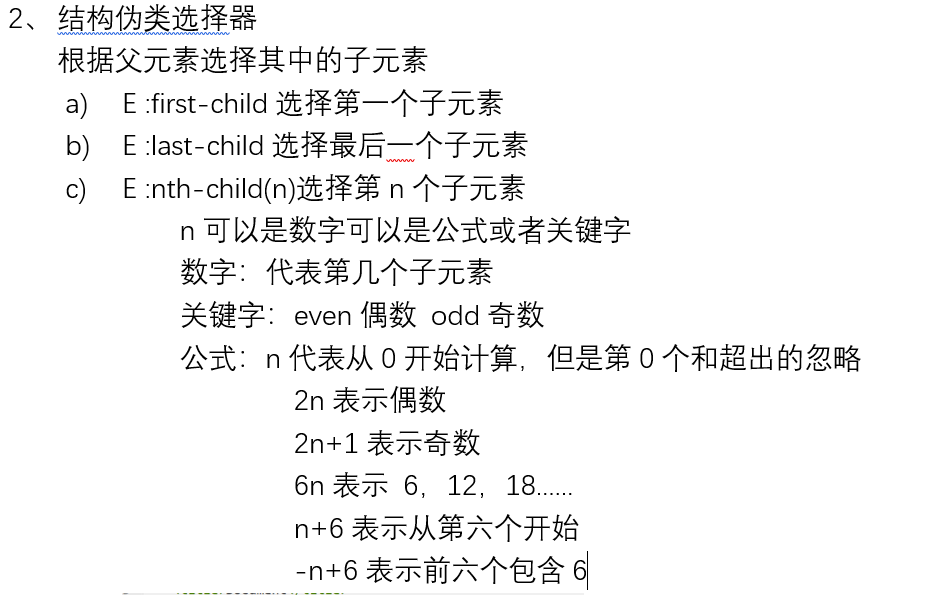 2、 结构伪类选择器
根据父元素选择其中的子元素
a) E :first-child 选择第一个子元素
b) E :last-child 选择最后一个子元素
c) E :nth-child(n)选择第 n 个子元素
n 可以是数字可以是公式或者关键字
数字：代表第几个子元素
关键字：even 偶数 odd 奇数
公式：n 代表从 0 开始计算，但是第 0 个和超出的忽略
2n 表示偶数
2n+1 表示奇数
6n 表示 6，12，18......
n+6 表示从第六个开始
-n+6 表示前六个包含 6